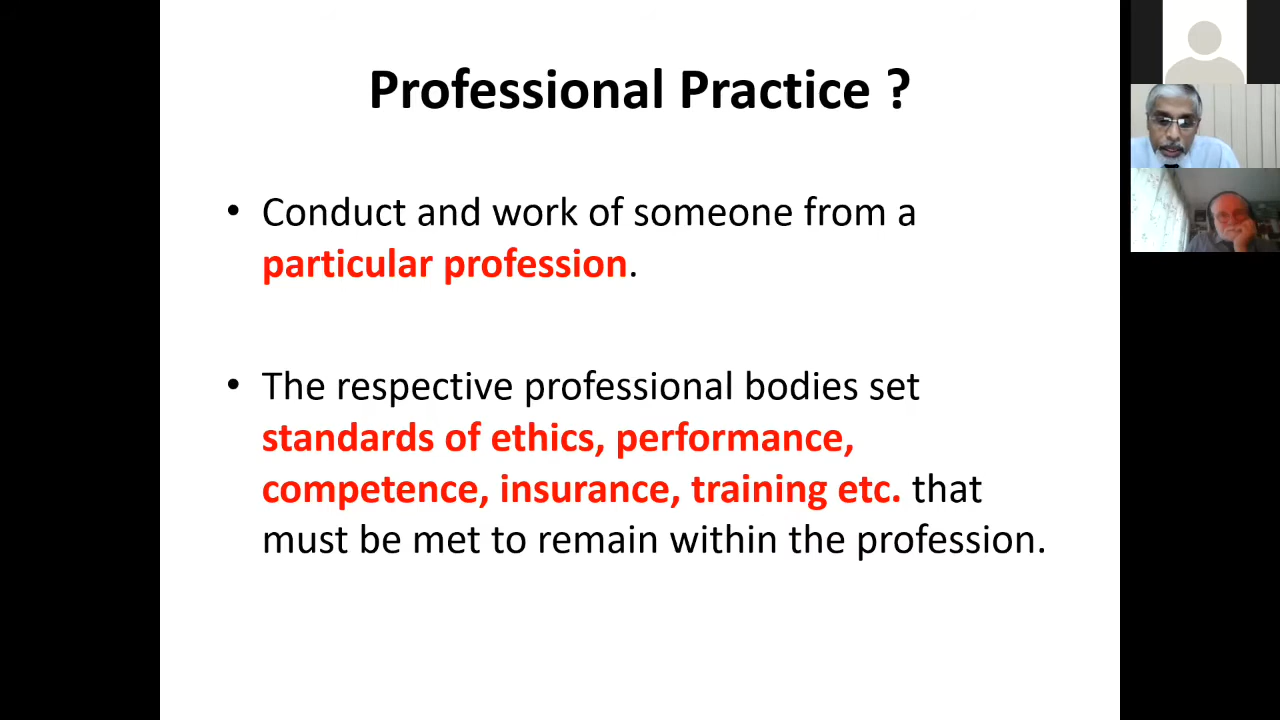 Professional Practice ?
• Conduct and work of someone from a
particular profession.
• The respective professional bodies set
standards of ethics, performance,
competence, insurance, training etc. that
must be met to remain within the profession.